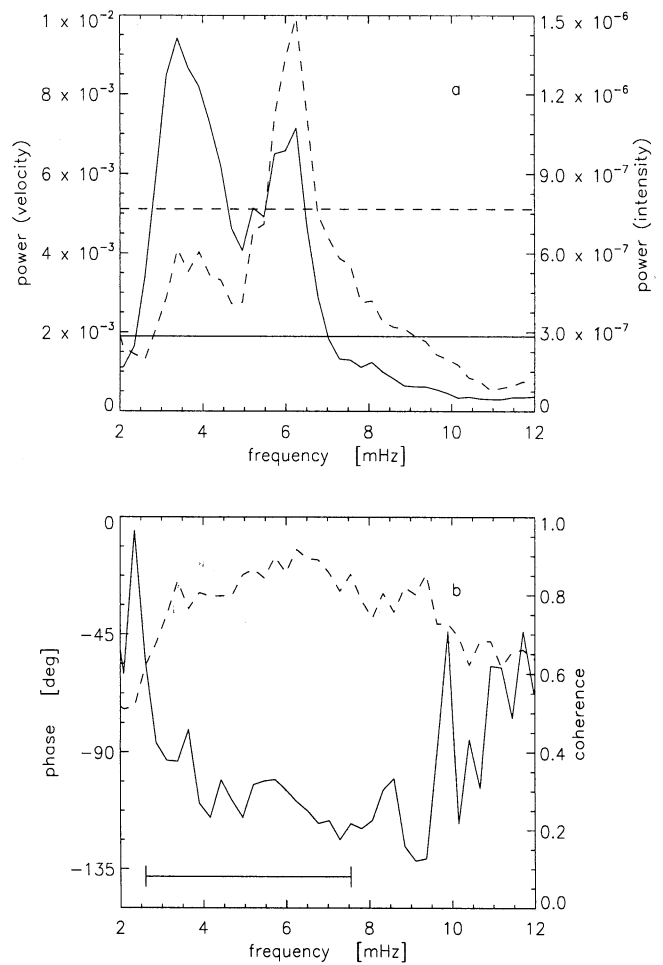 1 x 10⁻² 1.5 x 10⁻⁶
a
8 x 10⁻³ 1.2 x 10⁻⁶
6 x 10⁻³ 9.0 x 10⁻⁷
4 x 10⁻³ 6.0 x 10⁻⁷
2 x 10⁻³ 3.0 x 10⁻⁷
0 0
power (velocity)
power (intensity)
2 4 6 8 10 12
frequency [mHz]
0 1.0
b
0.8
-45
0.6
-90
0.4
0.2
-135
0.0
phase [deg]
coherence
2 4 6 8 10 12
frequency [mHz]